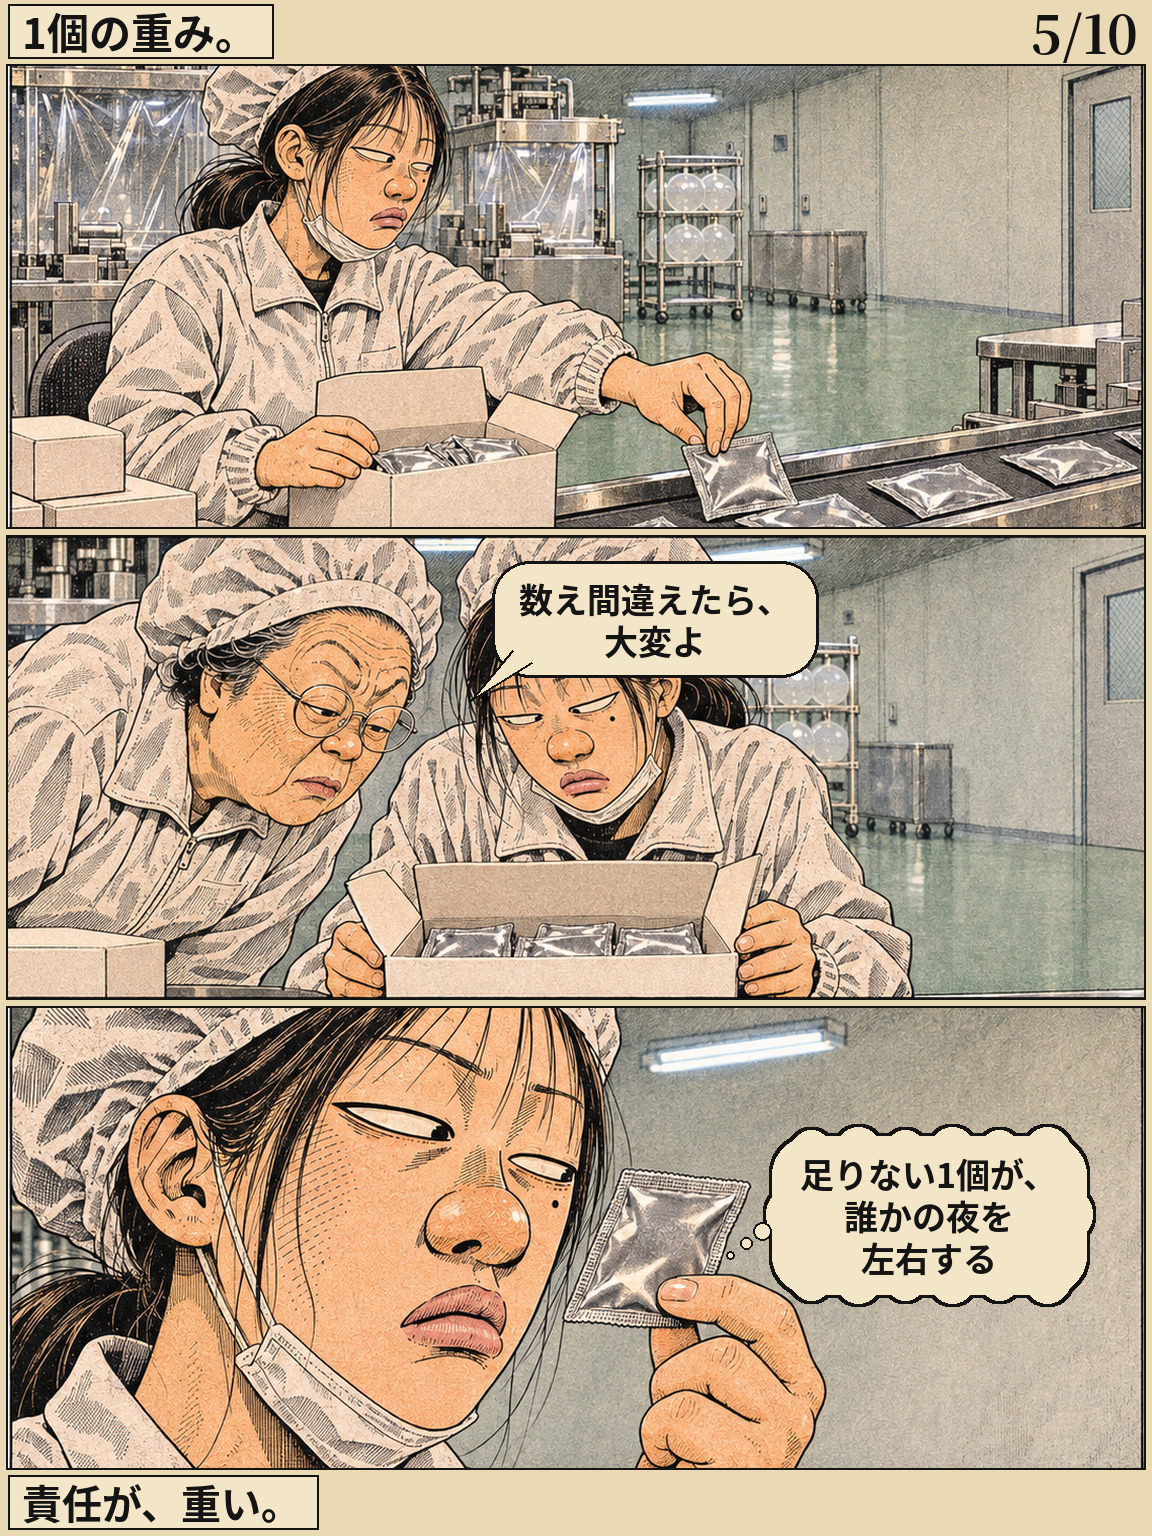 1個の重み。
5/10
数え間違えたら、
大変よ
足りない1個が、
誰かの夜を
左右する
責任が、重い。